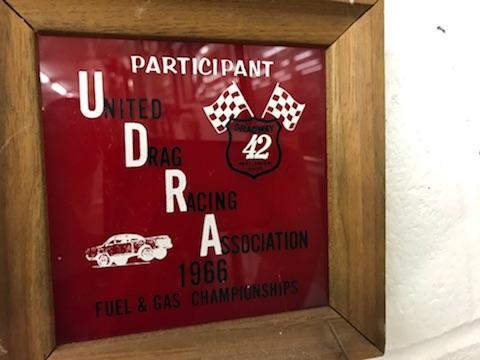 PARTICIPANT
UNITED
DRAG
RACING
ASSOCIATION
DRAGWAY
42
1966
FUEL & GAS CHAMPIONSHIPS